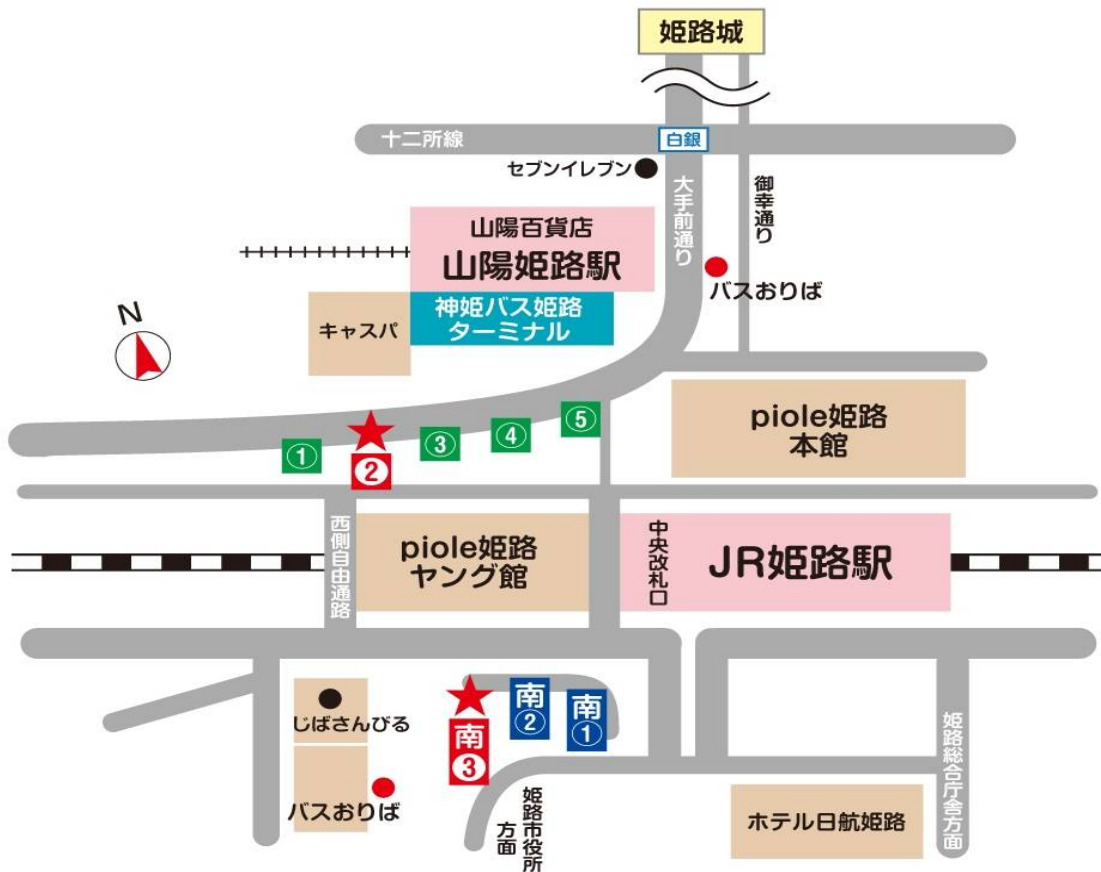 姫路城
十二所線
白銀
セブンイレブン
大手前通り
御幸通り
山陽百貨店
山陽姫路駅
バスおりば
神姫バス姫路
ターミナル
キャスパ
N
piole姫路
本館
①
②
③
④
⑤
西側自由通路
piole姫路
ヤング館
中央改札口
JR姫路駅
南
②
南
①
南
③
じばさんびる
バスおりば
姫路市役所
方面
ホテル日航姫路
姫路総合庁舎方面